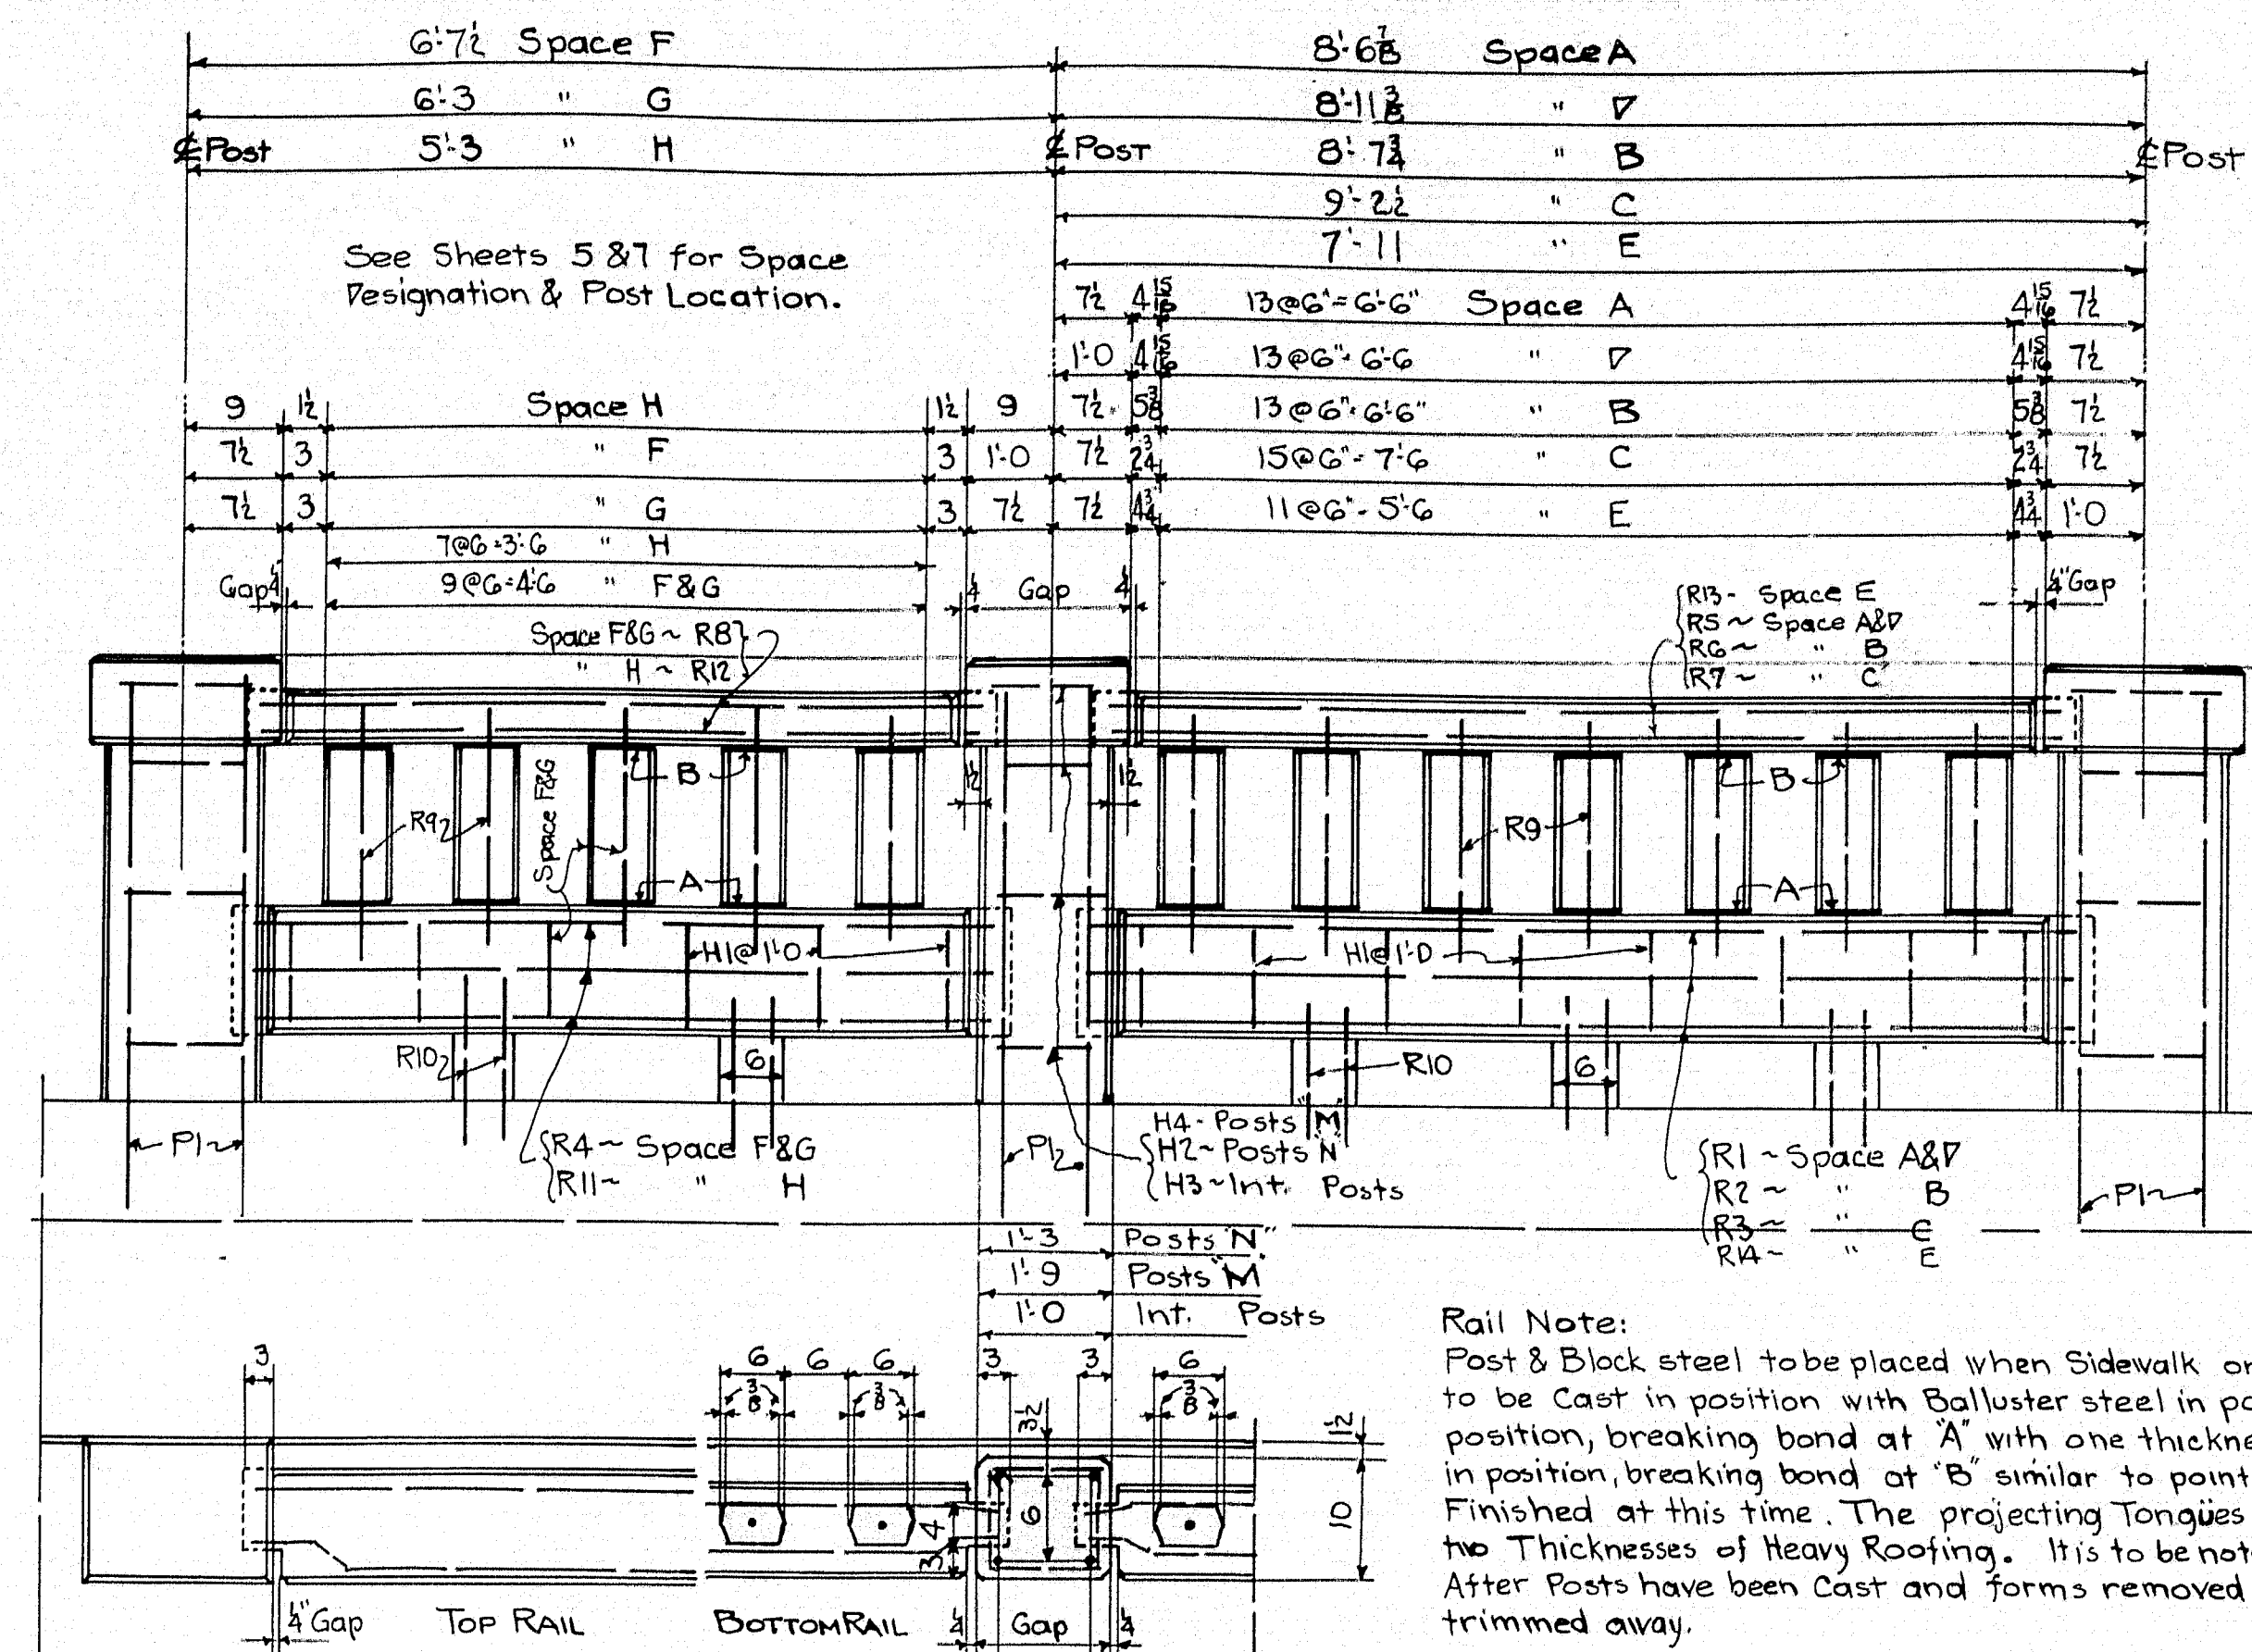 6'-7½ Space F
8'-6⅞ Space A
6'-3 " G
8'-11⅜ " D
℄ Post 5'-3 " H
℄ Post 8'-7¾ " B
℄ Post
9'-2½ " C
7'-11 " E
See Sheets 5 & 7 for Space
Designation & Post Location.
7½ 4 15/16 13@6"=6'-6" Space A 4 15/16 7½
1'-0 4 15/16 13@6"=6'-6 " D 4 15/16 7½
9 1½ Space H 1½ 9 7½ 5⅜ 13@6"=6'-6" " B 5⅜ 7½
7½ 3 " F 3 1'-0 7½ 2¾ 15@6"=7'-6 " C 2¾ 7½
7½ 3 " G 3 7½ 7½ 4¾ 11@6"=5'-6 " E 4¾ 1'-0
7@6=3'-6 " H
9@6=4'-6 " F & G
Gap ¼ ¼ Gap ¼ ¼" Gap
Space F&G ~ R8
" H ~ R12
R13 - Space E
R5 ~ Space A&D
R6 ~ " B
R7 ~ " C
B 1½ 1½ B
R9 Space F&G R9
A A
H1@1'-0 H1@1'-0
R10 6 R10 6
P1 P1 P1
R4 ~ Space F&G
R11 ~ " H
H4 - Posts "M"
H2 ~ Posts "N"
H3 ~ Int. Posts
R1 ~ Space A&D
R2 ~ " B
R3 ~ " C
R14 ~ " E
1'-3 Posts "N"
1'-9 Posts "M"
1'-0 Int. Posts
3 6 6 6 3 3 6
⅜ ⅜ 3½ ⅜ 1½
4 3 6 10
¼" Gap TOP RAIL BOTTOM RAIL ¼ Gap ¼
Rail Note:
Post & Block steel to be placed when Sidewalk or
to be Cast in position with Balluster steel in
position, breaking bond at "A" with one
in position, breaking bond at "B" similar to point
Finished at this time. The projecting Tongues
two Thicknesses of Heavy Roofing. It is to be
After Posts have been Cast and forms removed
trimmed away.